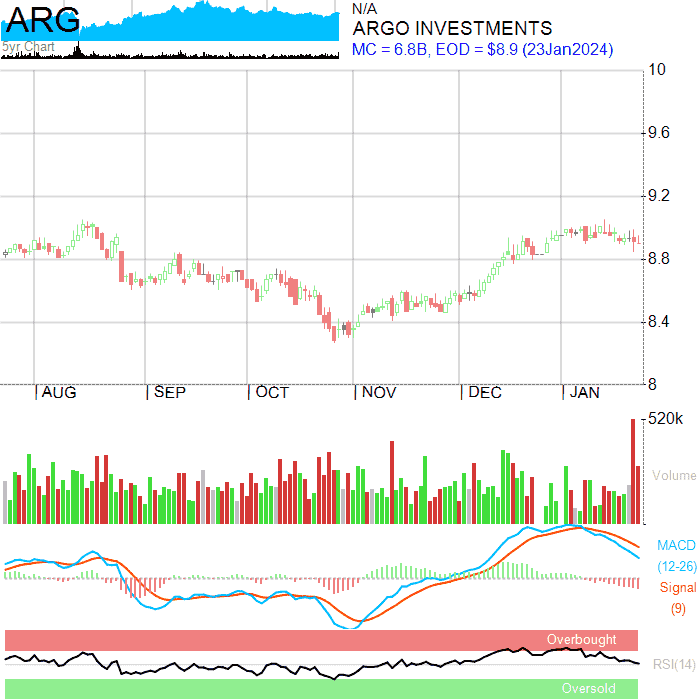 ARG
5yr Chart
N/A
ARGO INVESTMENTS
MC = 6.8B, EOD = $8.9 (23Jan2024)
10
9.6
9.2
8.8
8.4
8
|AUG |SEP |OCT |NOV |DEC |JAN
520k
Volume
MACD
(12-26)
Signal
(9)
Overbought
RSI(14)
Oversold